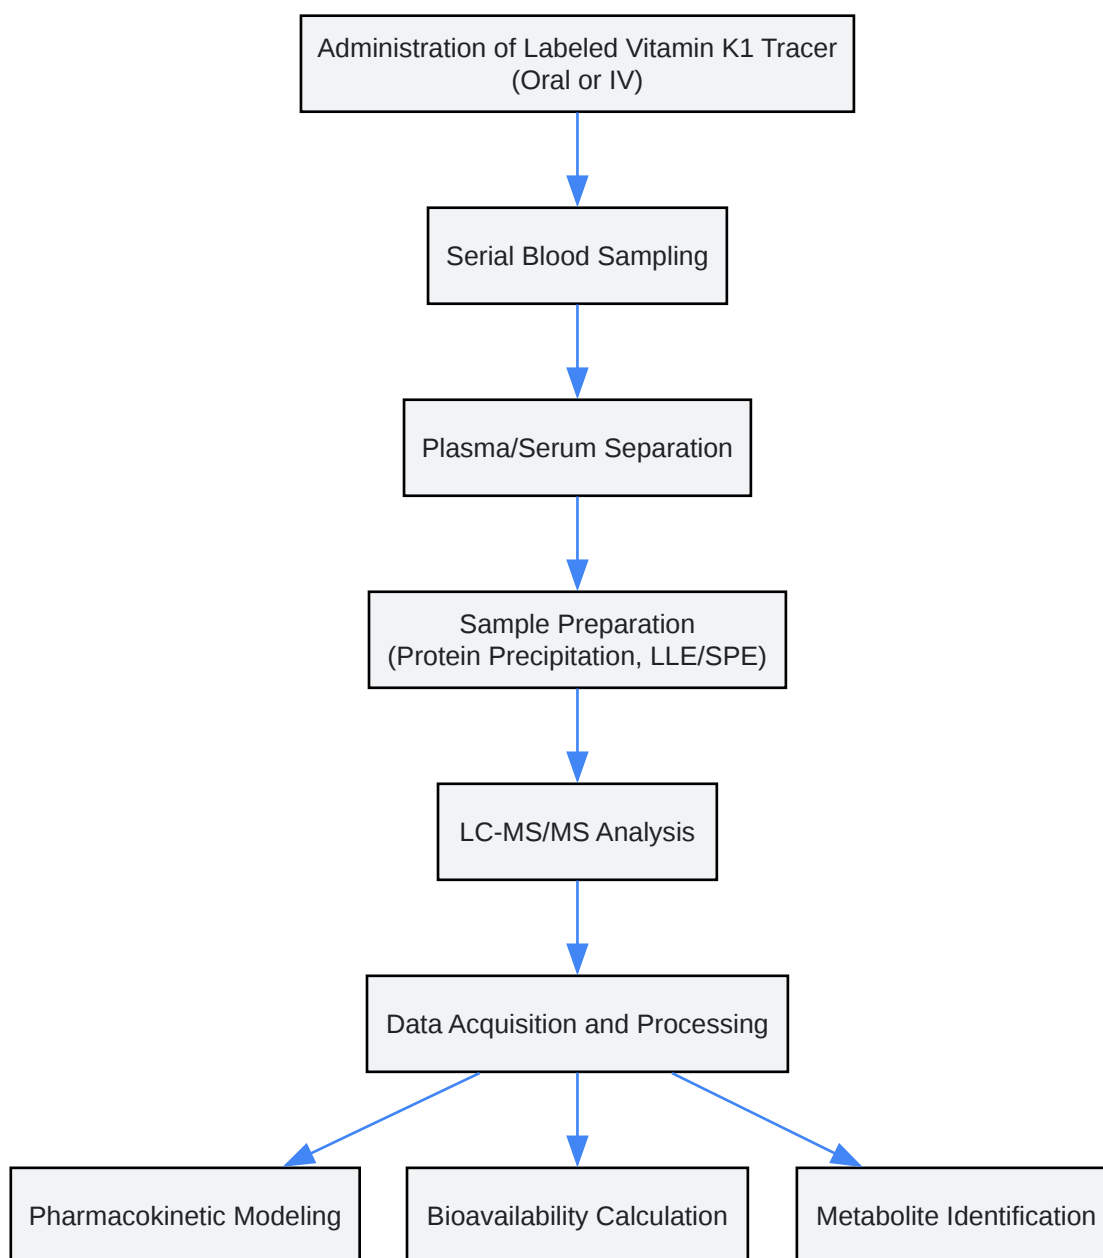 Administration of Labeled Vitamin K1 Tracer
(Oral or IV)
Serial Blood Sampling
Plasma/Serum Separation
Sample Preparation
(Protein Precipitation, LLE/SPE)
LC-MS/MS Analysis
Data Acquisition and Processing
Pharmacokinetic Modeling
Bioavailability Calculation
Metabolite Identification